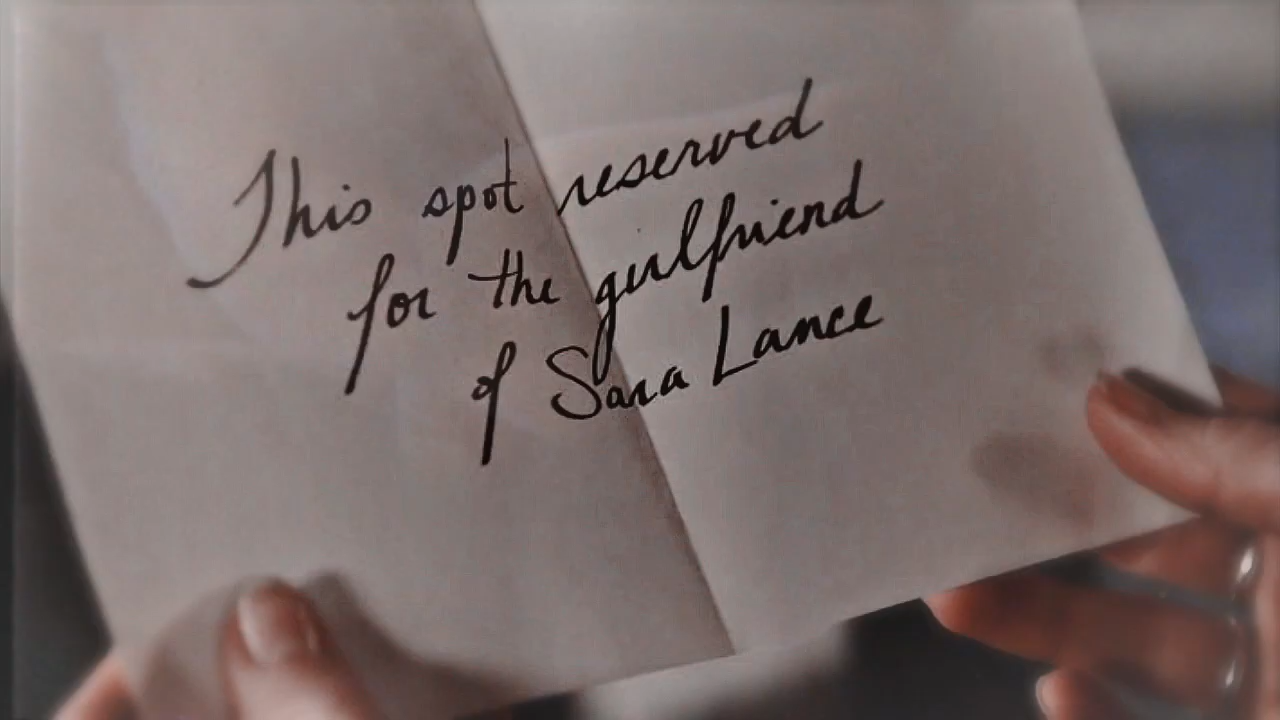 This spot reserved
for the girlfriend
of Sara Lance